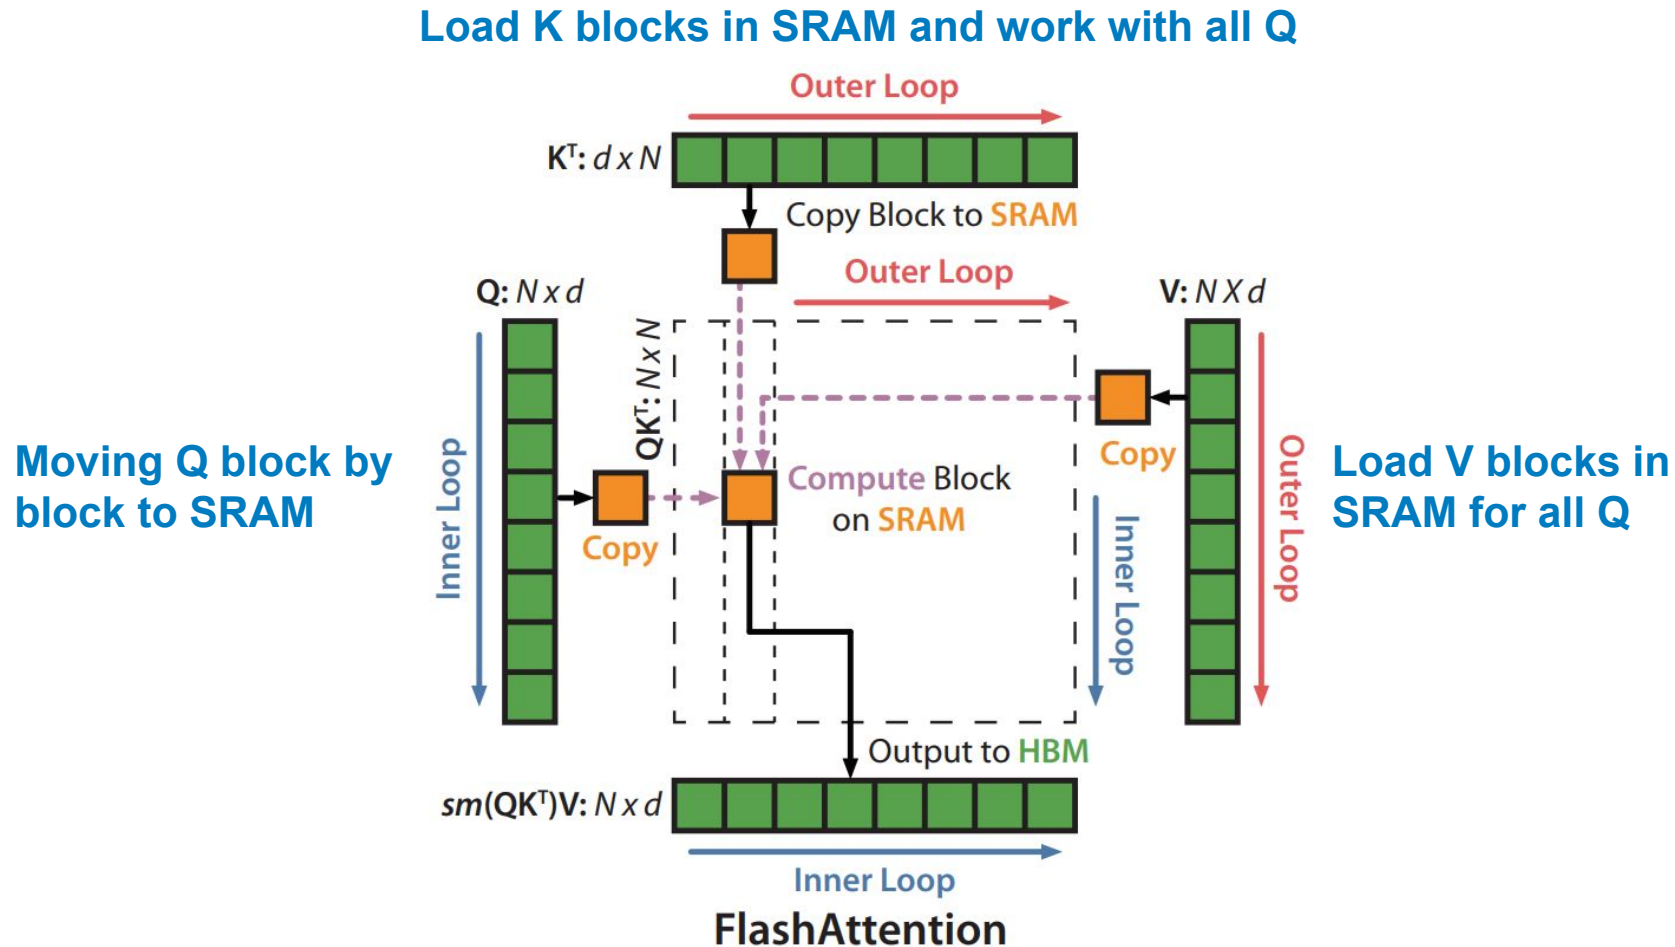 Load K blocks in SRAM and work with all Q
Outer Loop
Kᵀ: d x N
Copy Block to SRAM
Outer Loop
Q: N x d
V: N X d
QKᵀ: N x N
Inner Loop
Moving Q block by
block to SRAM
Copy
Compute Block
on SRAM
Copy
Inner Loop
Outer Loop
Load V blocks in
SRAM for all Q
Output to HBM
sm(QKᵀ)V: N x d
Inner Loop
FlashAttention